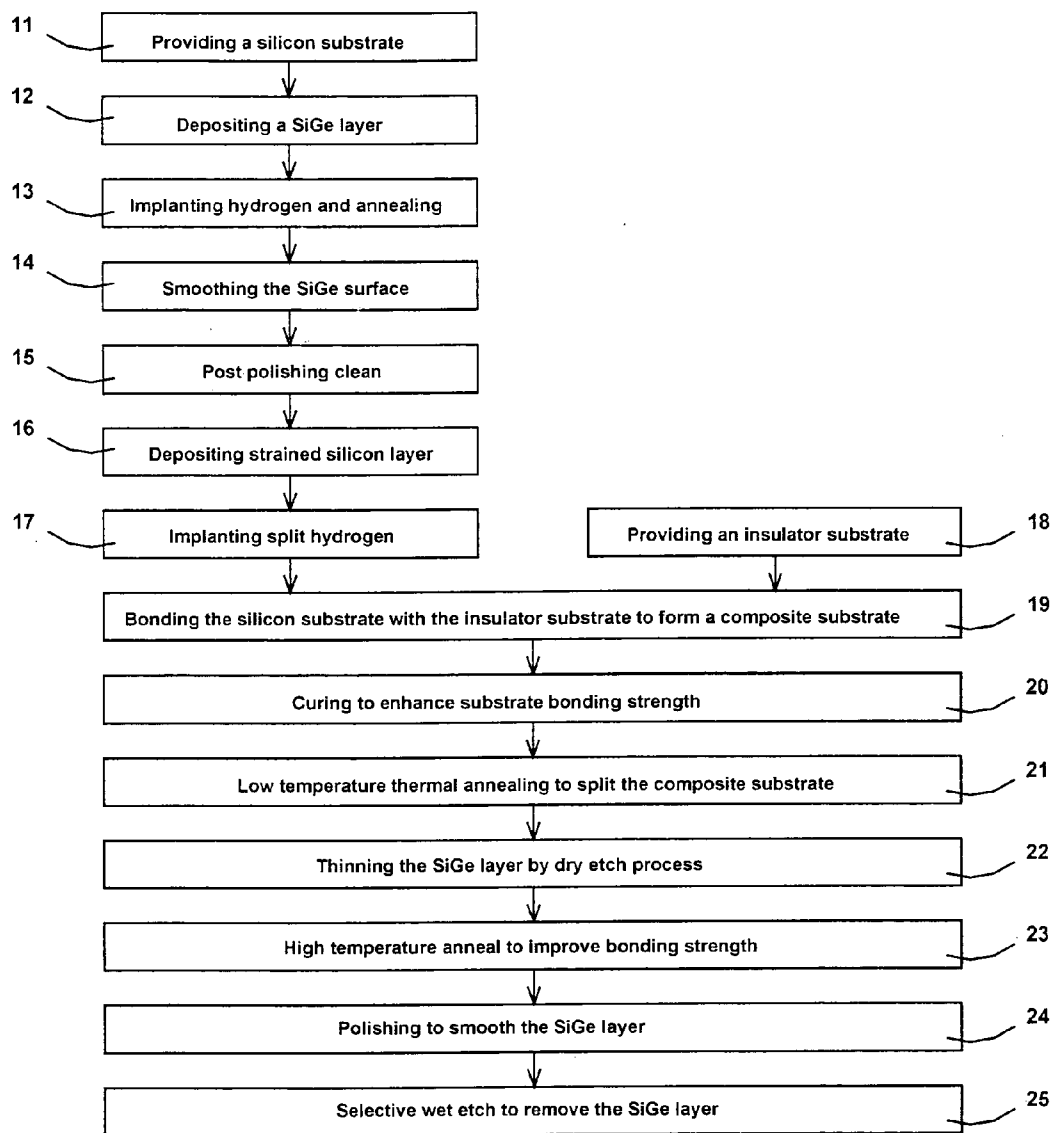 11
Providing a silicon substrate
12
Depositing a SiGe layer
13
Implanting hydrogen and annealing
14
Smoothing the SiGe surface
15
Post polishing clean
16
Depositing strained silicon layer
17
Implanting split hydrogen
Providing an insulator substrate
18
Bonding the silicon substrate with the insulator substrate to form a composite substrate
19
Curing to enhance substrate bonding strength
20
Low temperature thermal annealing to split the composite substrate
21
Thinning the SiGe layer by dry etch process
22
High temperature anneal to improve bonding strength
23
Polishing to smooth the SiGe layer
24
Selective wet etch to remove the SiGe layer
25